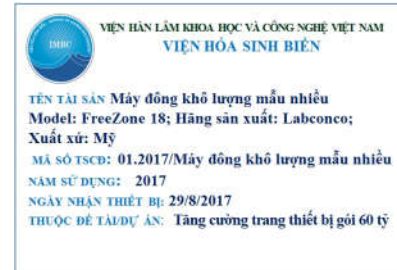 VIỆN HÀN LÂM KHOA HỌC VÀ CÔNG NGHỆ VIỆT NAM
VIỆN HÓA SINH BIỂN
IMBC
TÊN TÀI SẢN Máy đông khô lượng mẫu nhiều
Model: FreeZone 18; Hãng sản xuất: Labconco;
Xuất xứ: Mỹ
MÃ SỐ TSCĐ: 01.2017/Máy đông khô lượng mẫu nhiều
NĂM SỬ DỤNG: 2017
NGÀY NHẬN THIẾT BỊ: 29/8/2017
THUỘC ĐỀ TÀI/DỰ ÁN: Tăng cường trang thiết bị gói 60 tỷ